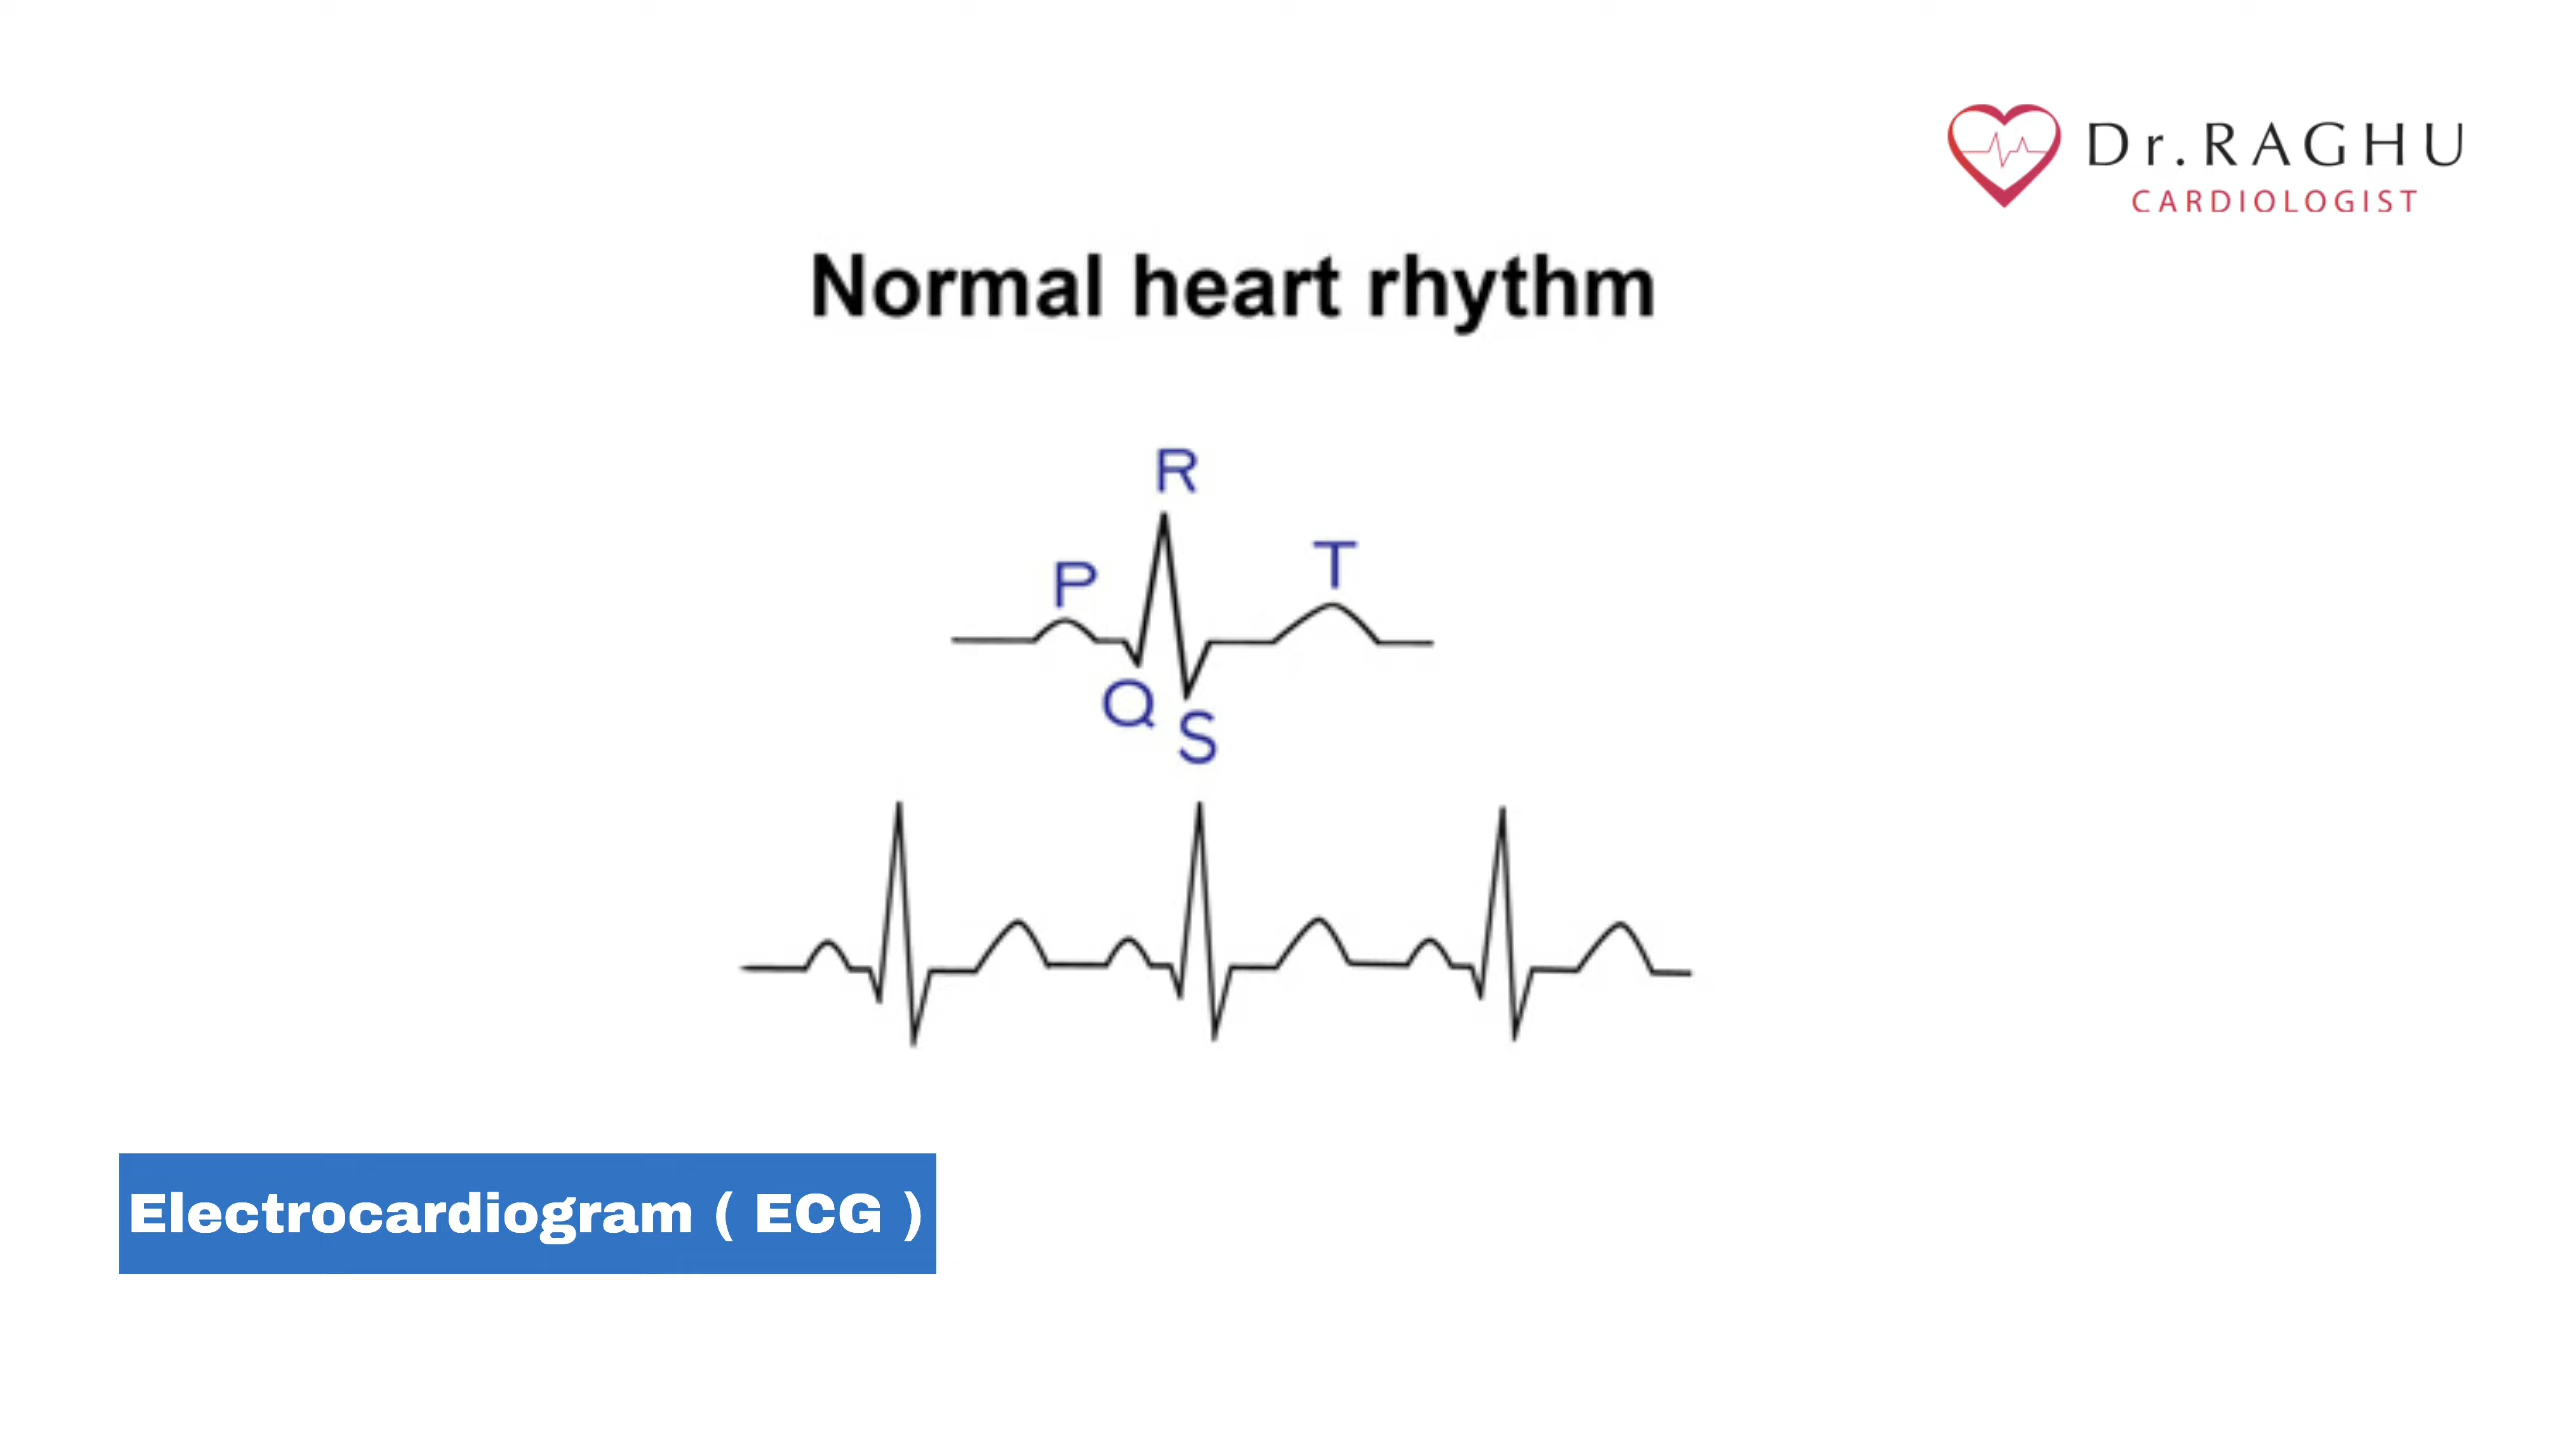 Dr.RAGHU
CARDIOLOGIST
Normal heart rhythm
R
P
T
Q
S
Electrocardiogram ( ECG )